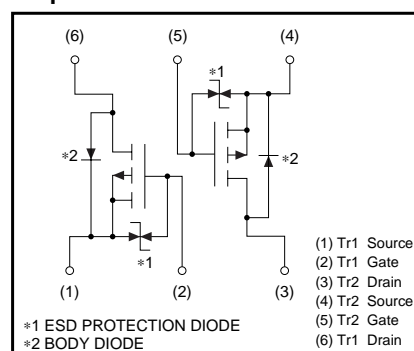 (6)
(5)
(4)
∗1
∗2
∗2
∗1
(1)
(2)
(3)
(1) Tr1 Source
(2) Tr1 Gate
(3) Tr2 Drain
(4) Tr2 Source
(5) Tr2 Gate
(6) Tr1 Drain
∗1 ESD PROTECTION DIODE
∗2 BODY DIODE